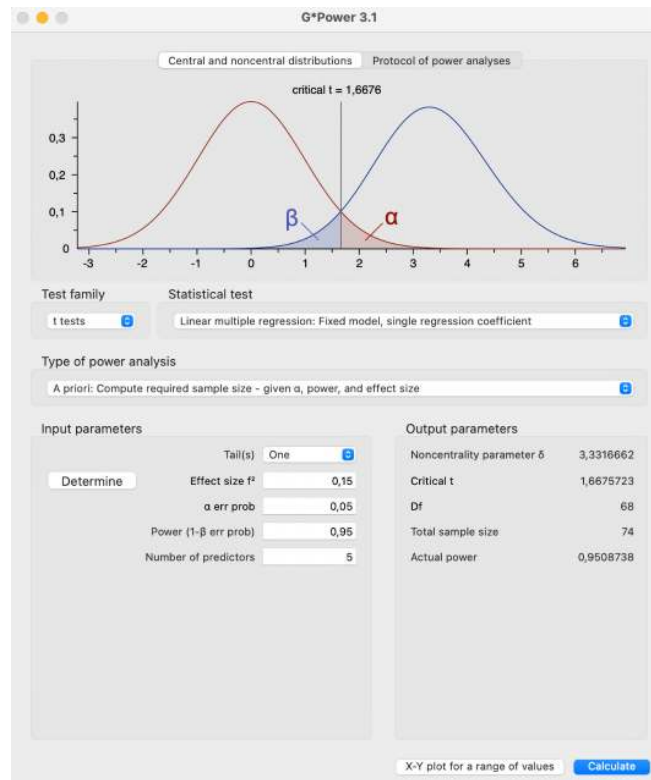 G*Power 3.1
Central and noncentral distributions Protocol of power analyses
critical t = 1,6676
0,3
0,2
0,1
0
β
α
-3 -2 -1 0 1 2 3 4 5 6
Test family Statistical test
t tests Linear multiple regression: Fixed model, single regression coefficient
Type of power analysis
A priori: Compute required sample size - given α, power, and effect size
Input parameters Output parameters
Tail(s) One Noncentrality parameter δ 3,3316662
Determine Effect size f² 0,15 Critical t 1,6675723
α err prob 0,05 Df 68
Power (1-β err prob) 0,95 Total sample size 74
Number of predictors 5 Actual power 0,9508738
X-Y plot for a range of values Calculate